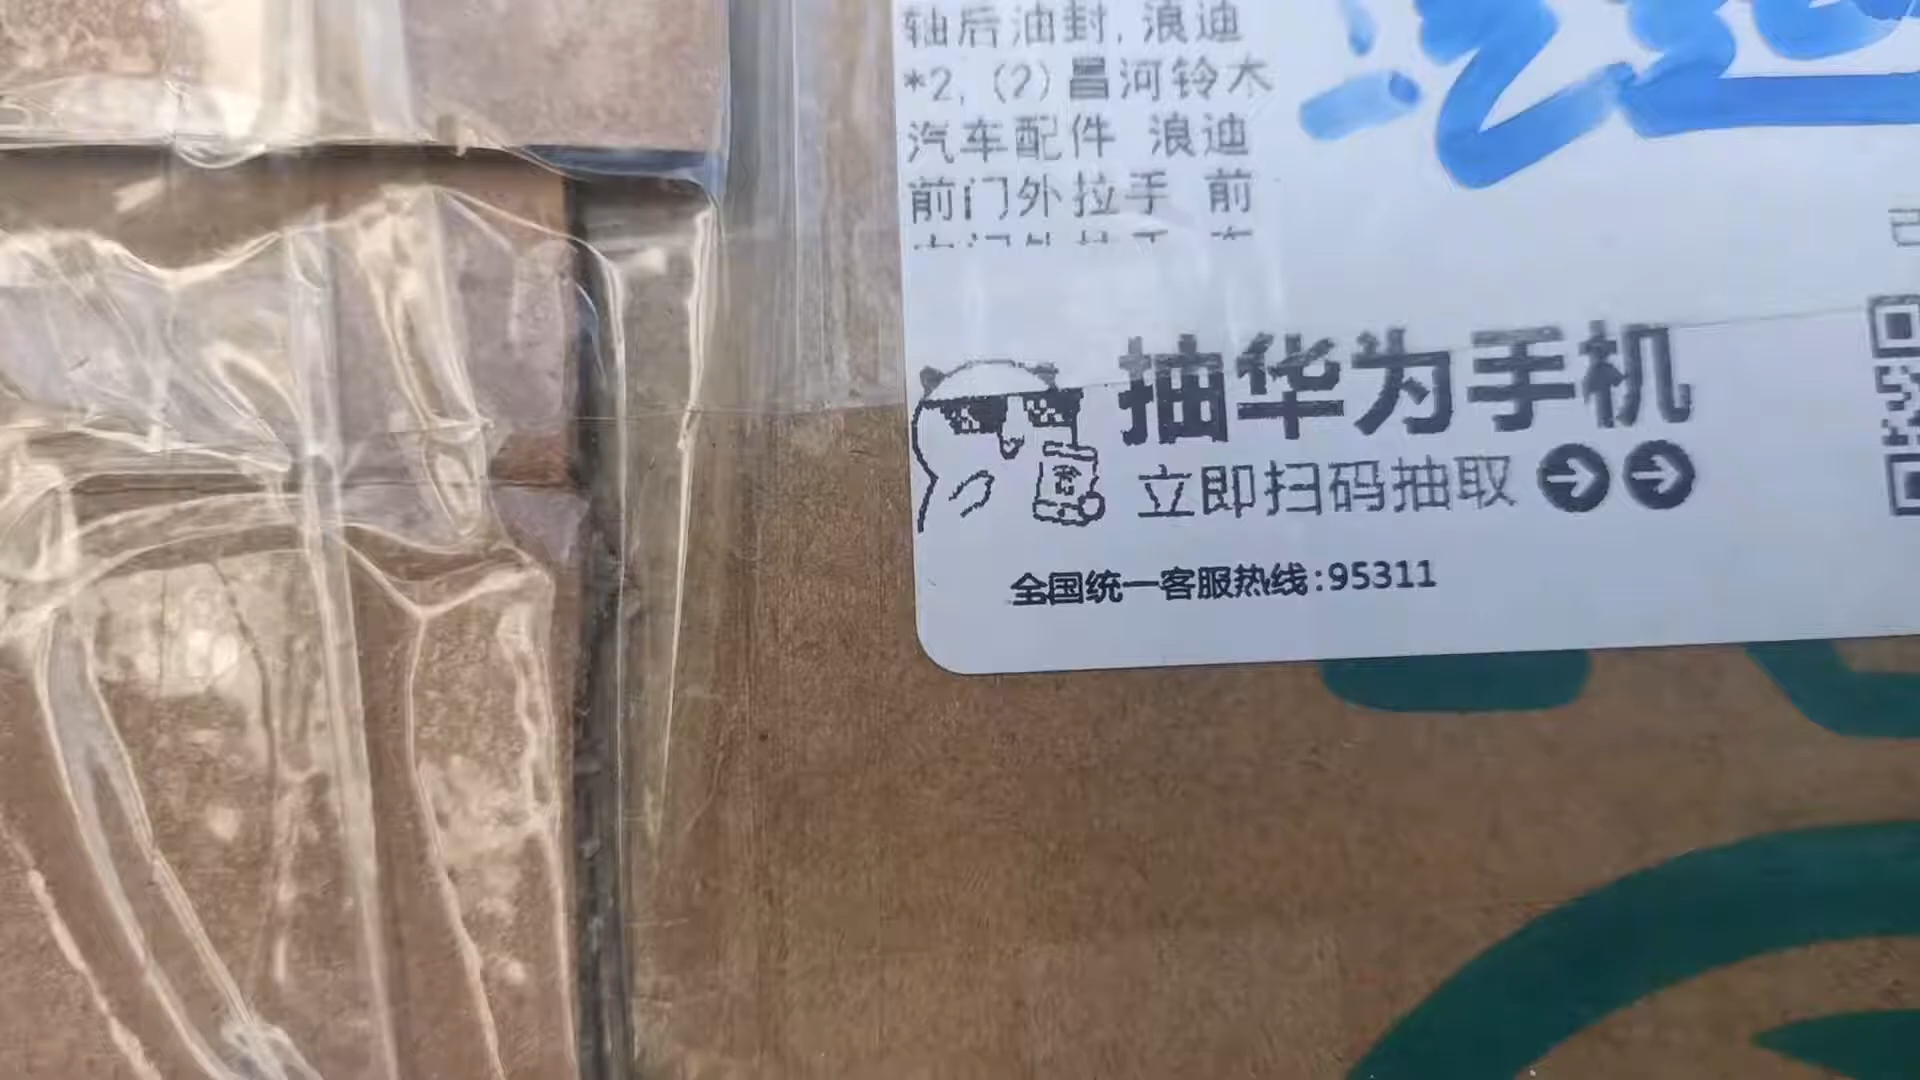 轴后油封, 浪迪
*2, (2) 昌河铃木
汽车配件 浪迪
前门外拉手 前
抽华为手机
立即扫码抽取
全国统一客服热线:95311